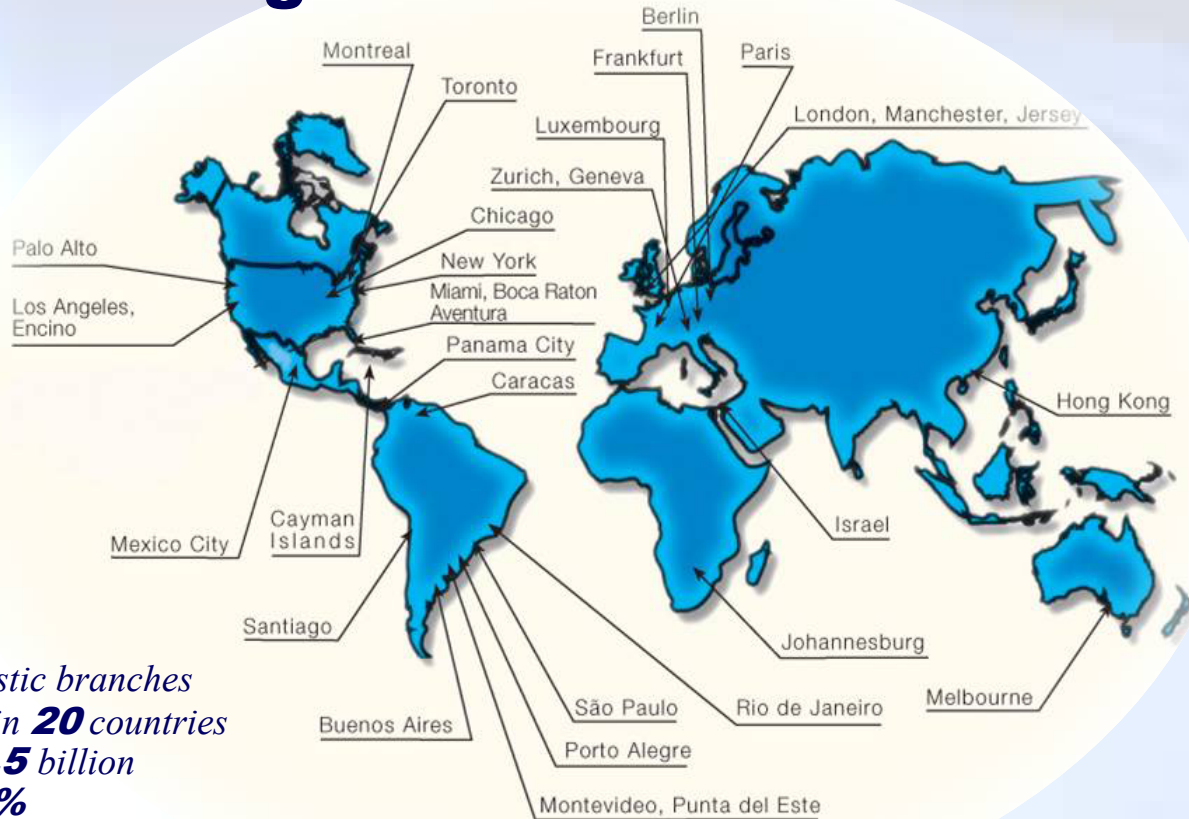 Berlin
Montreal
Frankfurt
Paris
Toronto
London, Manchester, Jersey
Luxembourg
Zurich, Geneva
Chicago
Palo Alto
New York
Miami, Boca Raton
Aventura
Los Angeles,
Encino
Panama City
Caracas
Hong Kong
Cayman
Islands
Israel
Mexico City
Santiago
Johannesburg
Melbourne
São Paulo
Rio de Janeiro
Buenos Aires
Porto Alegre
Montevideo, Punta del Este
branches
in 20 countries
5 billion
%